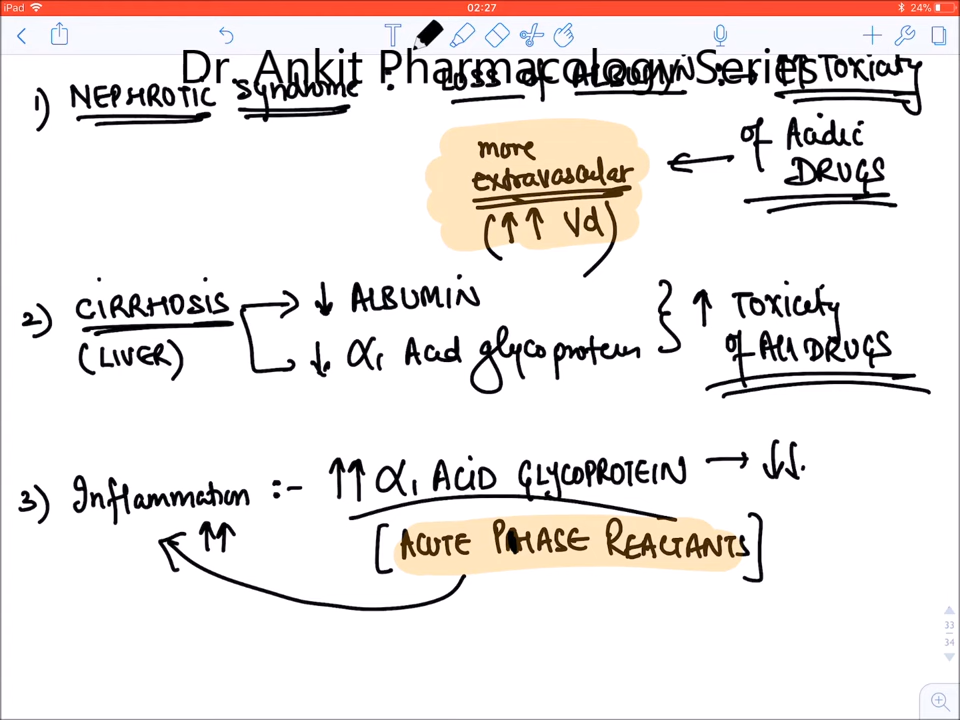 iPad
02:27
24%
T
Dr. Ankit Pharmacology Series
1) NEPHROTIC Syndrome : LOSS of ALBUMIN :→ ↑↑ Toxicity
of Acidic
DRUGS
more
extravascular
(↑↑ Vd)
2) CIRRHOSIS → ↓ ALBUMIN
(LIVER) ↓ α1 Acid glycoprotein
} ↑ Toxicity
of All DRUGS
3) Inflammation :- ↑↑ α1 ACID GLYCOPROTEIN → ↓↓.
↑↑ [ACUTE PHASE REACTANTS]
33
34